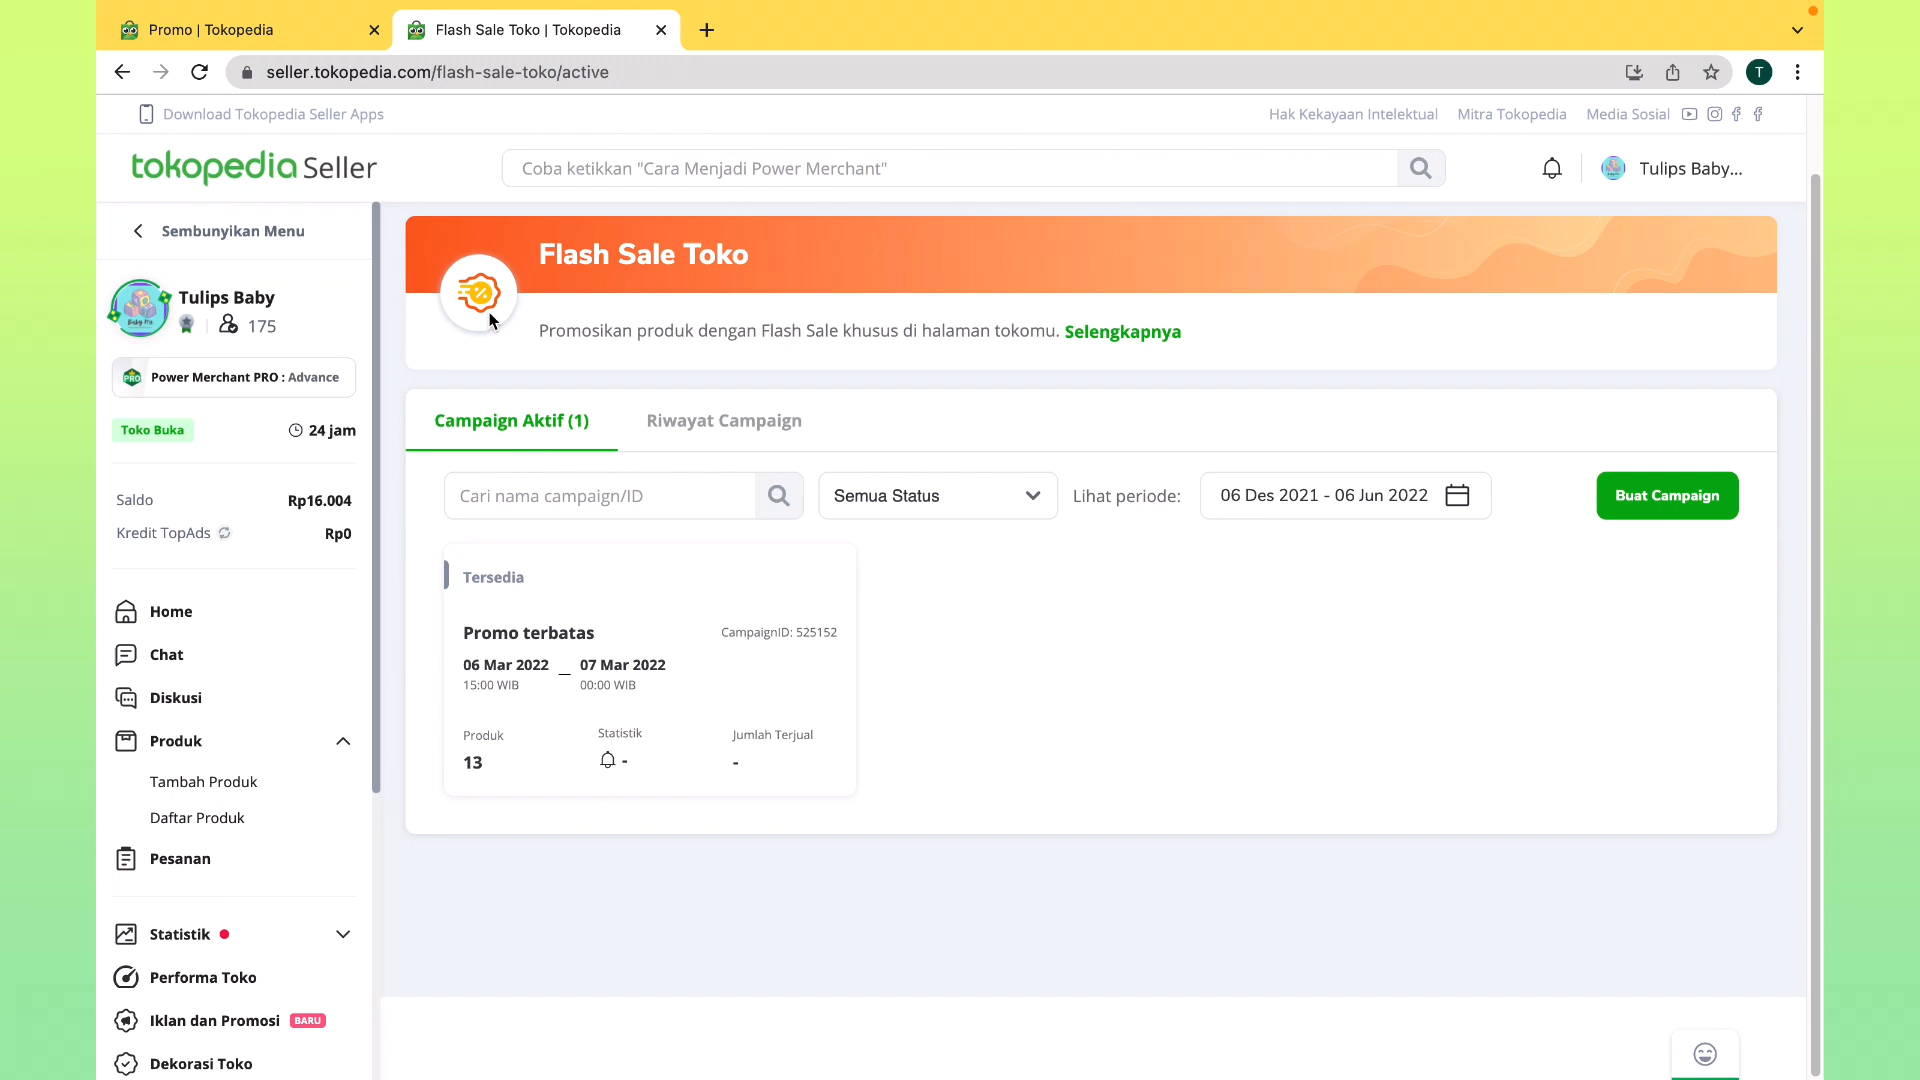 Promo | Tokopedia
Flash Sale Toko | Tokopedia
seller.tokopedia.com/flash-sale-toko/active
T
Download Tokopedia Seller Apps
Hak Kekayaan Intelektual
Mitra Tokopedia
Media Sosial
tokopedia Seller
Coba ketikkan "Cara Menjadi Power Merchant"
Tulips Baby...
Sembunyikan Menu
Tulips Baby
175
PRO
Power Merchant PRO : Advance
Toko Buka
24 jam
Saldo
Rp16.004
Kredit TopAds
Rp0
Home
Chat
Diskusi
Produk
Tambah Produk
Daftar Produk
Pesanan
Statistik
Performa Toko
Iklan dan Promosi BARU
Dekorasi Toko
Flash Sale Toko
Promosikan produk dengan Flash Sale khusus di halaman tokomu. Selengkapnya
Campaign Aktif (1)
Riwayat Campaign
Cari nama campaign/ID
Semua Status
Lihat periode:
06 Des 2021 - 06 Jun 2022
Buat Campaign
Tersedia
Promo terbatas
CampaignID: 525152
06 Mar 2022 — 07 Mar 2022
15:00 WIB
00:00 WIB
Produk
Statistik
Jumlah Terjual
13
-
-